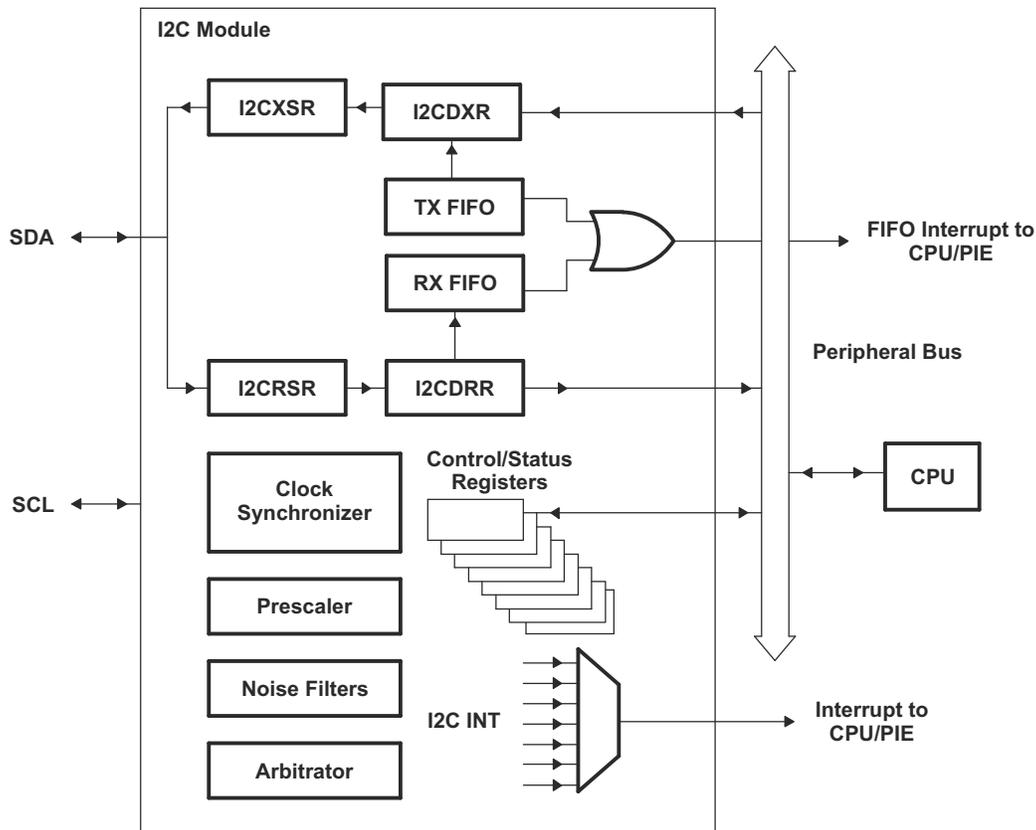 I2C Module
I2CXSR
I2CDXR
TX FIFO
SDA
FIFO Interrupt to
CPU/PIE
RX FIFO
Peripheral Bus
I2CRSR
I2CDRR
Control/Status
Registers
CPU
SCL
Clock
Synchronizer
Prescaler
Noise Filters
I2C INT
Interrupt to
CPU/PIE
Arbitrator